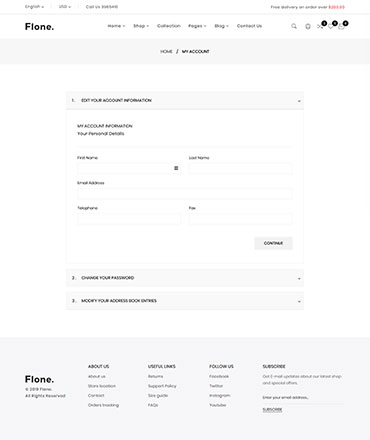 English USD Call Us 3965410
Free delivery on order over $200.00
Flone.
Home Shop Collection Pages Blog Contact Us
HOME / MY ACCOUNT
1 . EDIT YOUR ACCOUNT INFORMATION
MY ACCOUNT INFORMATION
Your Personal Details
First Name Last Name
Email Address
Telephone Fax
CONTINUE
2 . CHANGE YOUR PASSWORD
3 . MODIFY YOUR ADDRESS BOOK ENTRIES
Flone.
© 2019 Flone.
All Rights Reserved
ABOUT US
About us
Store location
Contact
Orders tracking
USEFUL LINKS
Returns
Support Policy
Size guide
FAQs
FOLLOW US
Facebook
Twitter
Instagram
Youtube
SUBSCRIBE
Get E-mail updates about our latest shop
and special offers.
Enter your email address...
SUBSCRIBE